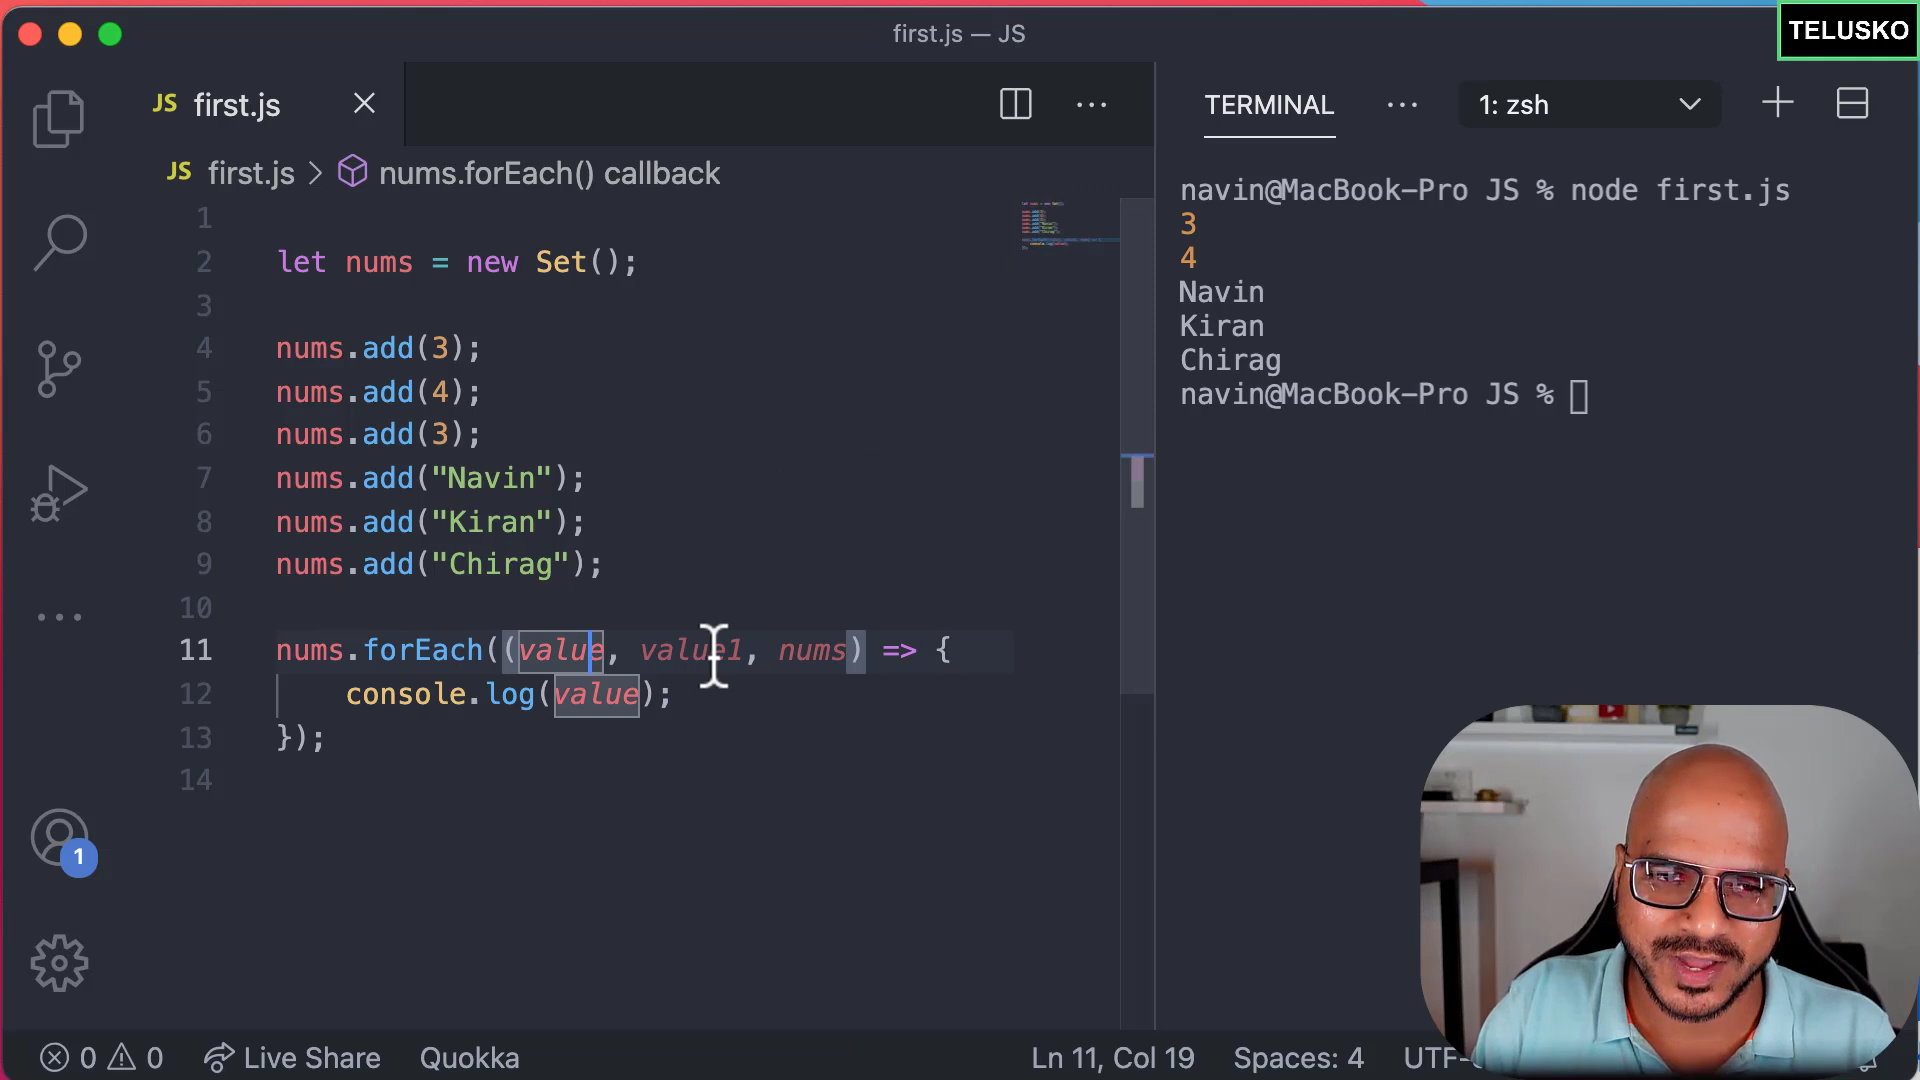 first.js — JS
TELUSKO
JS first.js
TERMINAL
1: zsh
JS first.js > nums.forEach() callback
1
2 let nums = new Set();
3
4 nums.add(3);
5 nums.add(4);
6 nums.add(3);
7 nums.add("Navin");
8 nums.add("Kiran");
9 nums.add("Chirag");
10
11 nums.forEach((value, value1, nums) => {
12 console.log(value);
13 });
14
navin@MacBook-Pro JS % node first.js
3
4
Navin
Kiran
Chirag
navin@MacBook-Pro JS %
1
0 0 Live Share Quokka Ln 11, Col 19 Spaces: 4 UTF-